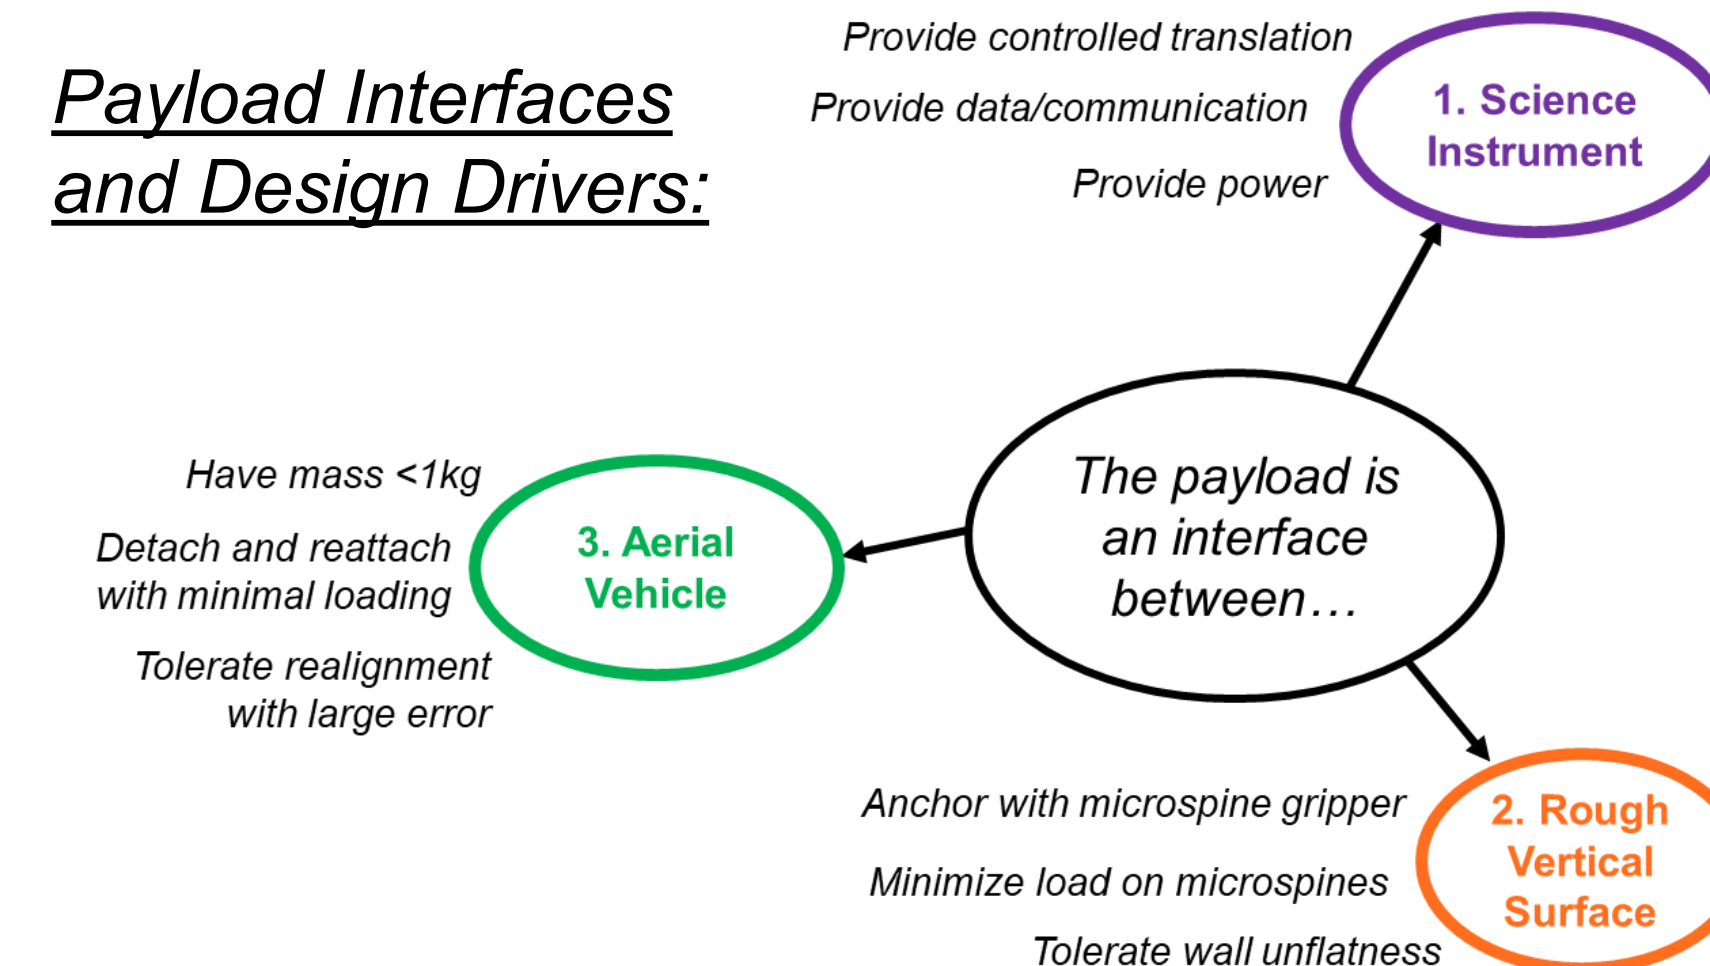 Payload Interfaces
and Design Drivers:
Provide controlled translation
Provide data/communication
Provide power
1. Science
Instrument
The payload is
an interface
between…
Have mass <1kg
Detach and reattach
with minimal loading
Tolerate realignment
with large error
3. Aerial
Vehicle
Anchor with microspine gripper
Minimize load on microspines
Tolerate wall unflatness
2. Rough
Vertical
Surface